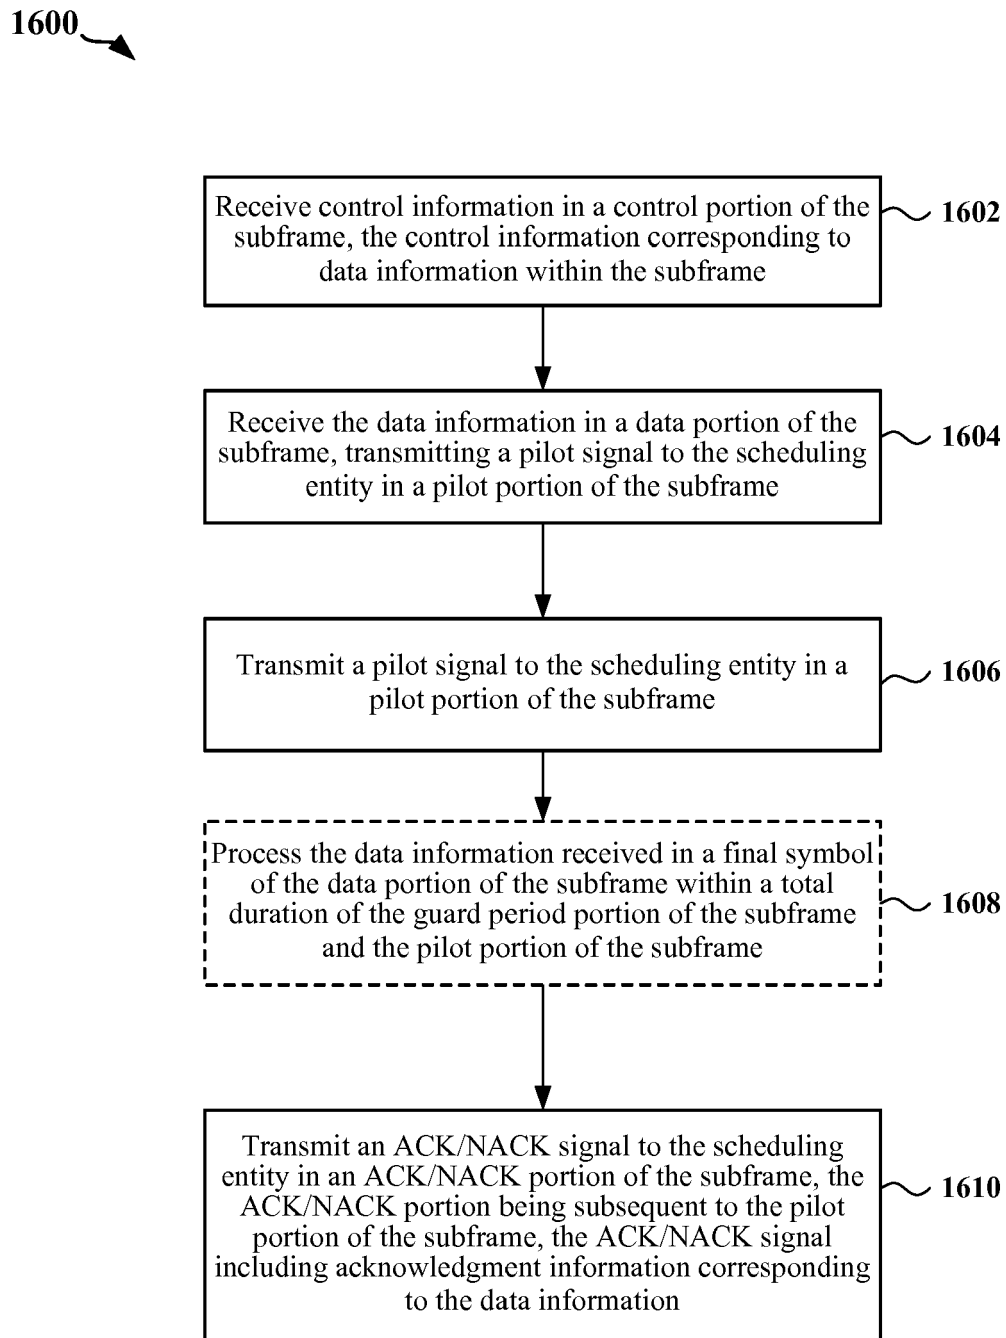 1600
Receive control information in a control portion of the
subframe, the control information corresponding to
data information within the subframe
1602
Receive the data information in a data portion of the
subframe, transmitting a pilot signal to the scheduling
entity in a pilot portion of the subframe
1604
Transmit a pilot signal to the scheduling entity in a
pilot portion of the subframe
1606
Process the data information received in a final symbol
of the data portion of the subframe within a total
duration of the guard period portion of the subframe
and the pilot portion of the subframe
1608
Transmit an ACK/NACK signal to the scheduling
entity in an ACK/NACK portion of the subframe, the
ACK/NACK portion being subsequent to the pilot
portion of the subframe, the ACK/NACK signal
including acknowledgment information corresponding
to the data information
1610